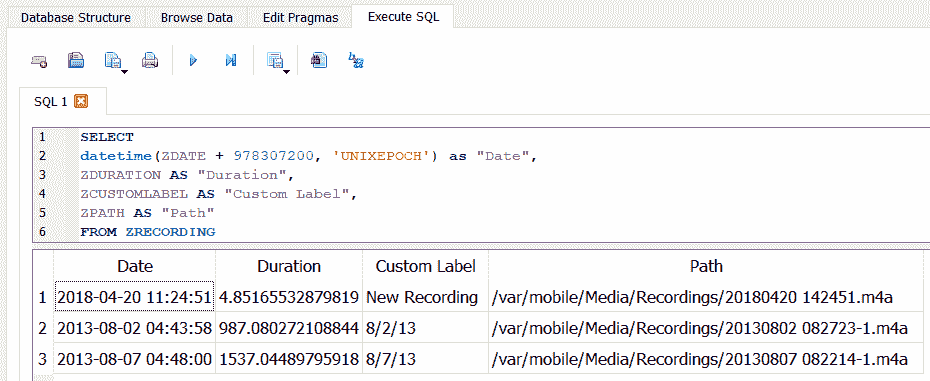 Database Structure Browse Data Edit Pragmas Execute SQL
SQL 1
1 SELECT
2 datetime(ZDATE + 978307200, 'UNIXEPOCH') as "Date",
3 ZDURATION AS "Duration",
4 ZCUSTOMLABEL AS "Custom Label",
5 ZPATH AS "Path"
6 FROM ZRECORDING
Date Duration Custom Label Path
1 2018-04-20 11:24:51 4.85165532879819 New Recording /var/mobile/Media/Recordings/20180420 142451.m4a
2 2013-08-02 04:43:58 987.080272108844 8/2/13 /var/mobile/Media/Recordings/20130802 082723-1.m4a
3 2013-08-07 04:48:00 1537.04489795918 8/7/13 /var/mobile/Media/Recordings/20130807 082214-1.m4a